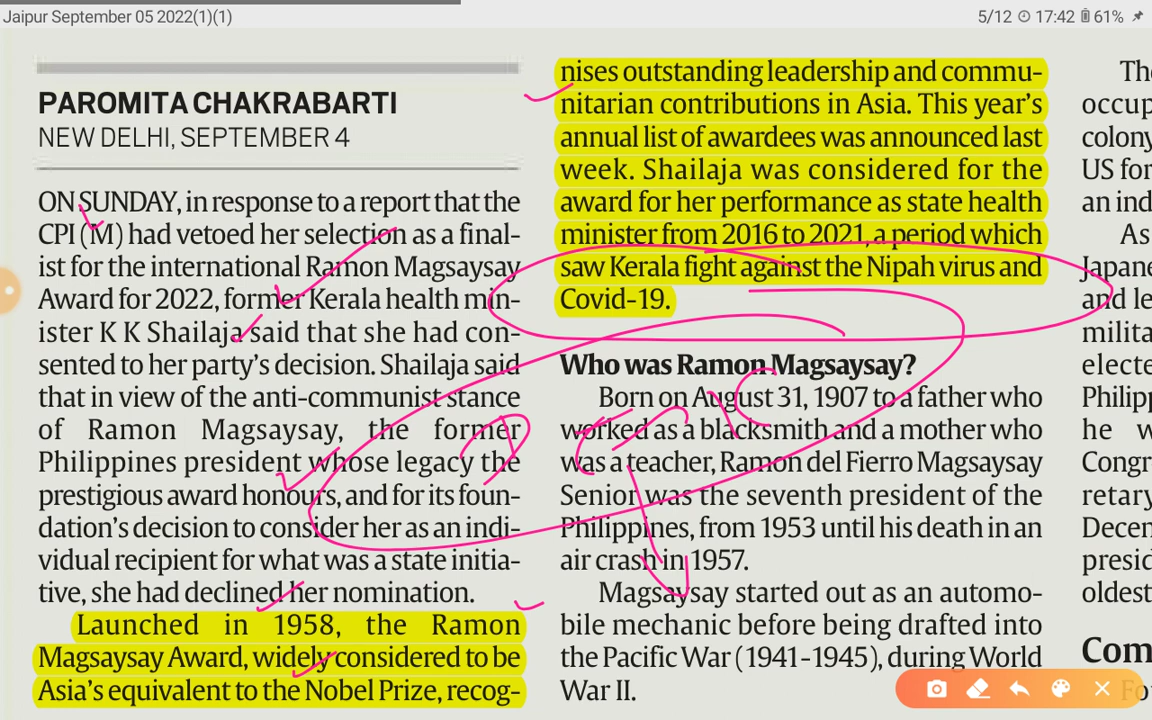 Jaipur September 05 2022(1)(1)
5/12 17:42 61%
PAROMITA CHAKRABARTI
NEW DELHI, SEPTEMBER 4
ON SUNDAY, in response to a report that the
CPI (M) had vetoed her selection as a final-
ist for the international Ramon Magsaysay
Award for 2022, former Kerala health min-
ister K K Shailaja said that she had con-
sented to her party's decision. Shailaja said
that in view of the anti-communist stance
of Ramon Magsaysay, the former
Philippines president whose legacy the
prestigious award honours, and for its foun-
dation's decision to consider her as an indi-
vidual recipient for what was a state initia-
tive, she had declined her nomination.
Launched in 1958, the Ramon
Magsaysay Award, widely considered to be
Asia's equivalent to the Nobel Prize, recog-
nises outstanding leadership and commu-
nitarian contributions in Asia. This year's
annual list of awardees was announced last
week. Shailaja was considered for the
award for her performance as state health
minister from 2016 to 2021, a period which
saw Kerala fight against the Nipah virus and
Covid-19.
Who was Ramon Magsaysay?
Born on August 31, 1907 to a father who
worked as a blacksmith and a mother who
was a teacher, Ramon del Fierro Magsaysay
Senior was the seventh president of the
Philippines, from 1953 until his death in an
air crash in 1957.
Magsaysay started out as an automo-
bile mechanic before being drafted into
the Pacific War (1941-1945), during World
War II.
The
occup
colony
US for
an ind
As
Japane
and le
milita
electe
Philipp
he w
Congr
retary
Decen
presid
oldest
Com
Fo